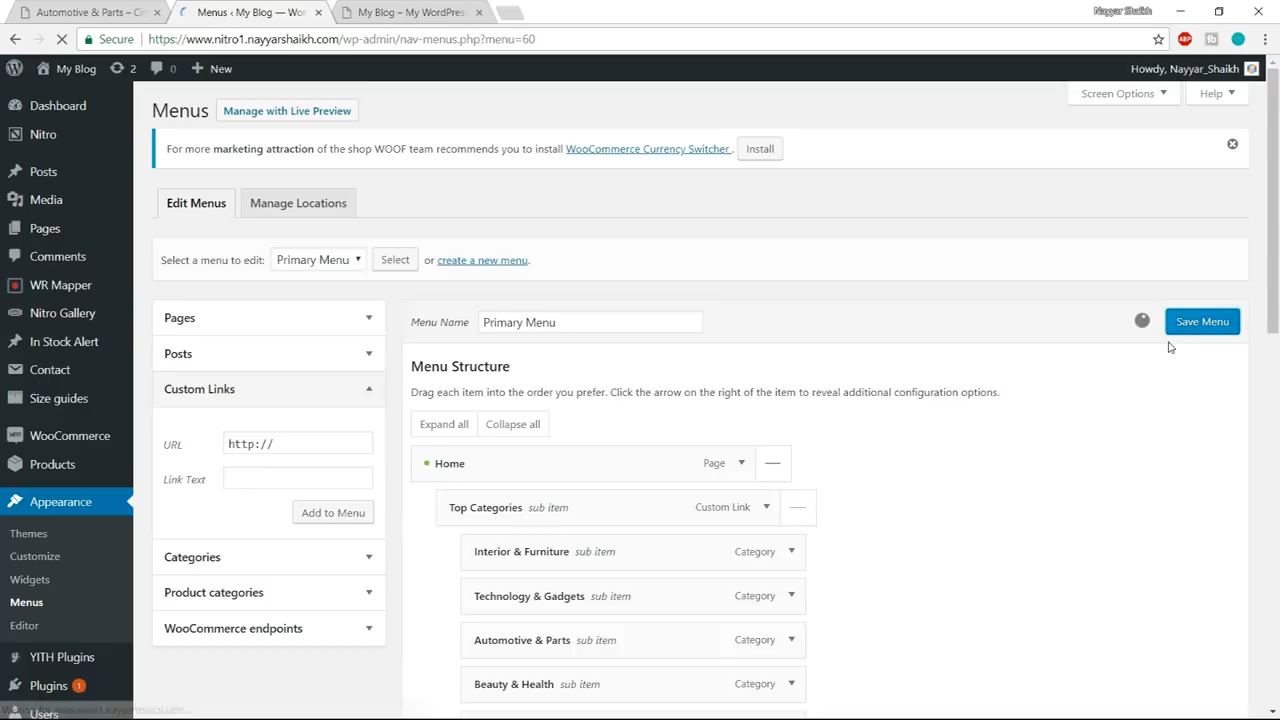 Automotive & Parts – Cit
Menus ‹ My Blog — Wor
My Blog – My WordPress
Nayyar Shaikh
Secure
https://www.nitro1.nayyarshaikh.com/wp-admin/nav-menus.php?menu=60
My Blog
2
0
New
Howdy, Nayyar_Shaikh
Dashboard
Nitro
Posts
Media
Pages
Comments
WR Mapper
Nitro Gallery
In Stock Alert
Contact
Size guides
WooCommerce
Products
Appearance
Themes
Customize
Widgets
Menus
Editor
YITH Plugins
Plugins 1
Users
Menus
Manage with Live Preview
Screen Options
Help
For more marketing attraction of the shop WOOF team recommends you to install WooCommerce Currency Switcher .
Install
Edit Menus
Manage Locations
Select a menu to edit:
Primary Menu
Select
or create a new menu.
Pages
Posts
Custom Links
URL
http://
Link Text
Add to Menu
Categories
Product categories
WooCommerce endpoints
Menu Name
Primary Menu
Save Menu
Menu Structure
Drag each item into the order you prefer. Click the arrow on the right of the item to reveal additional configuration options.
Expand all
Collapse all
Home
Page
Top Categories sub item
Custom Link
Interior & Furniture sub item
Category
Technology & Gadgets sub item
Category
Automotive & Parts sub item
Category
Beauty & Health sub item
Category